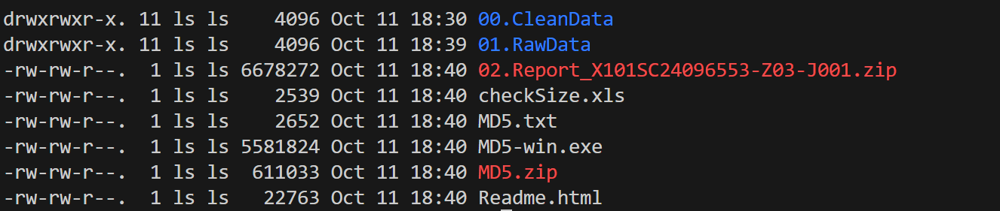 drwxrwxr-x. 11 ls ls    4096 Oct 11 18:30 00.CleanData
drwxrwxr-x. 11 ls ls    4096 Oct 11 18:39 01.RawData
-rw-rw-r--.  1 ls ls 6678272 Oct 11 18:40 02.Report_X101SC24096553-Z03-J001.zip
-rw-rw-r--.  1 ls ls    2539 Oct 11 18:40 checkSize.xls
-rw-rw-r--.  1 ls ls    2652 Oct 11 18:40 MD5.txt
-rw-rw-r--.  1 ls ls 5581824 Oct 11 18:40 MD5-win.exe
-rw-rw-r--.  1 ls ls  611033 Oct 11 18:40 MD5.zip
-rw-rw-r--.  1 ls ls   22763 Oct 11 18:40 Readme.html